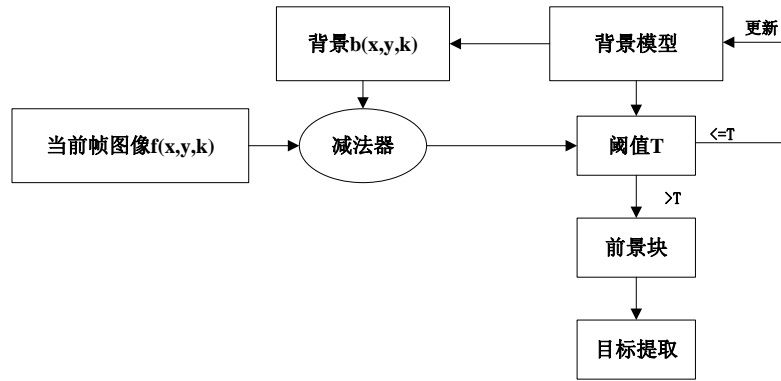 背景b(x,y,k)
背景模型
更新
当前帧图像f(x,y,k)
减法器
阈值T
<=T
>T
前景块
目标提取